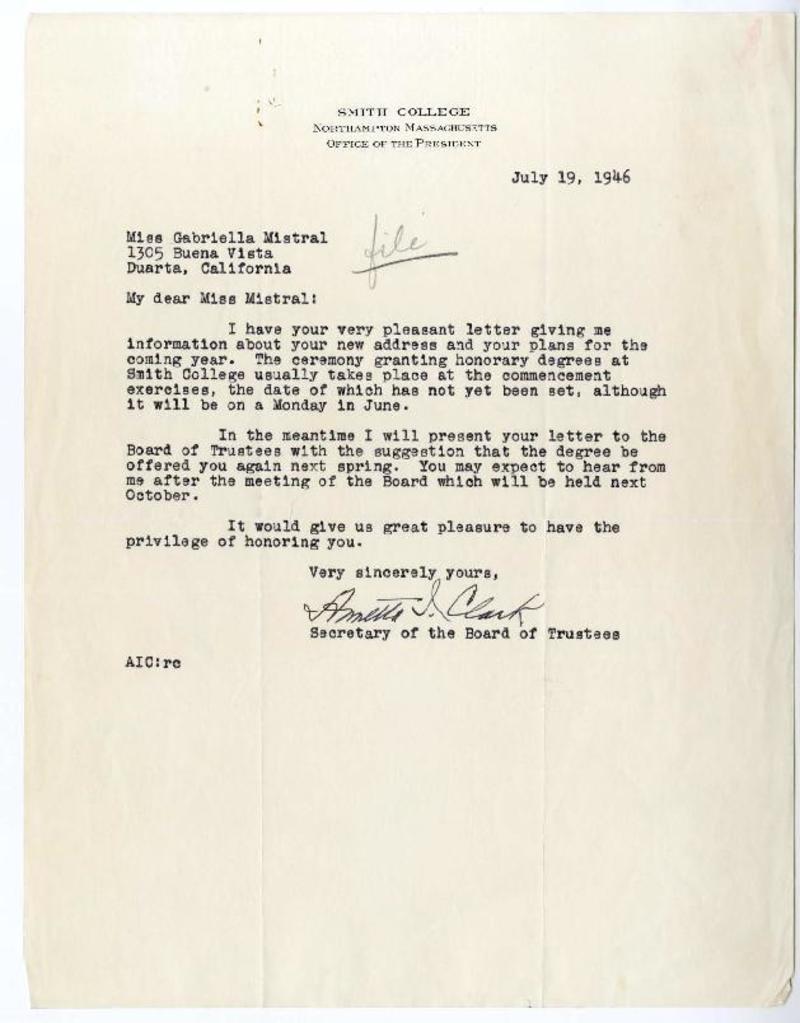 SMITH COLLEGE
NORTHAMPTON MASSACHUSETTS
OFFICE OF THE PRESIDENT
July 19, 1946
Miss Gabriella Mistral
1305 Buena Vista
Duarta, California
file
My dear Miss Mistral:
I have your very pleasant letter giving me
information about your new address and your plans for the
coming year. The ceremony granting honorary degrees at
Smith College usually takes place at the commencement
exercises, the date of which has not yet been set, although
it will be on a Monday in June.
In the meantime I will present your letter to the
Board of Trustees with the suggestion that the degree be
offered you again next spring. You may expect to hear from
me after the meeting of the Board which will be held next
October.
It would give us great pleasure to have the
privilege of honoring you.
Very sincerely yours,
Annetta I. Clark
Secretary of the Board of Trustees
AIC:rc